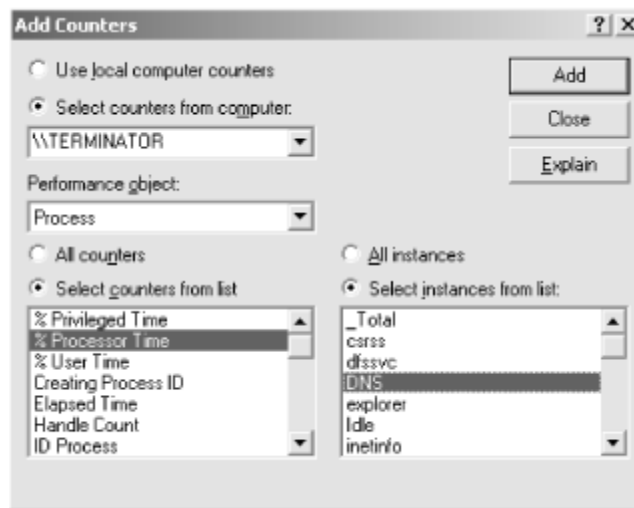 Add Counters
Use local computer counters
Select counters from computer:
\\TERMINATOR
Performance object:
Process
All counters
Select counters from list
% Privileged Time
% Processor Time
% User Time
Creating Process ID
Elapsed Time
Handle Count
ID Process
All instances
Select instances from list:
_Total
csrss
dfssvc
DNS
explorer
Idle
inetinfo
Add
Close
Explain